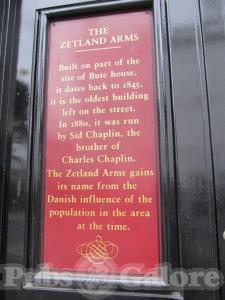 THE
ZETLAND ARMS
Built on part of the
site of Bute house,
it dates back to 1845,
it is the oldest building
left on the street.
In 1880, it was run
by Sid Chaplin, the
brother of
Charles Chaplin.
The Zetland Arms gains
its name from the
Danish influence of the
population in the area
at the time.
Pubs Galore